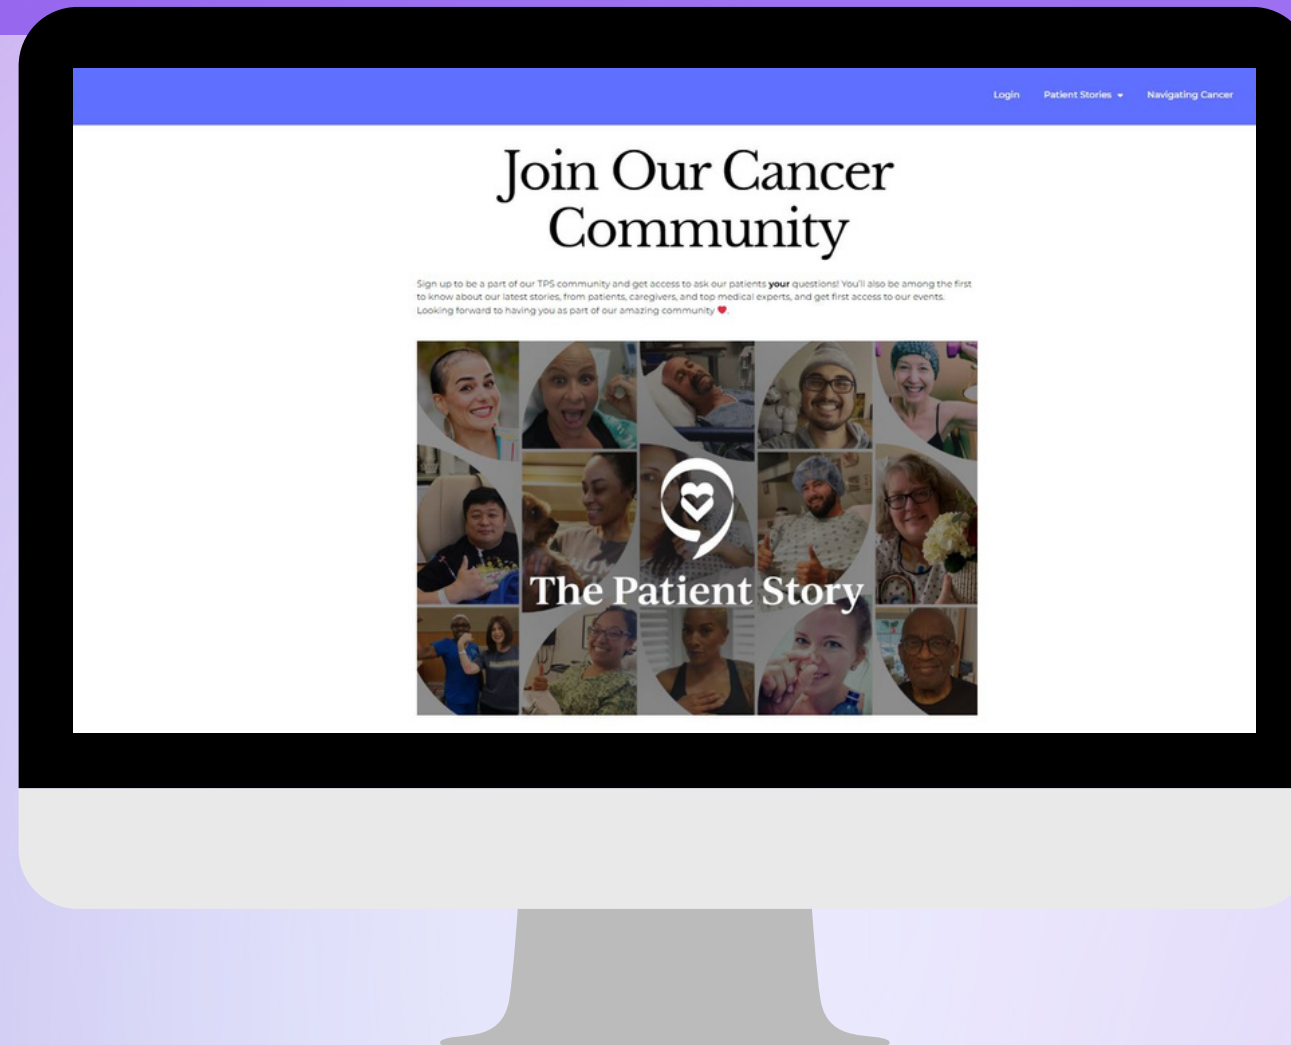 Login Patient Stories Navigating Cancer
Join Our Cancer
Community
Sign up to be a part of our TPS community and get access to ask our patients your questions! You'll also be among the first
to know about our latest stories, from patients, caregivers, and top medical experts, and get first access to our events.
Looking forward to having you as part of our amazing community ❤.
The Patient Story